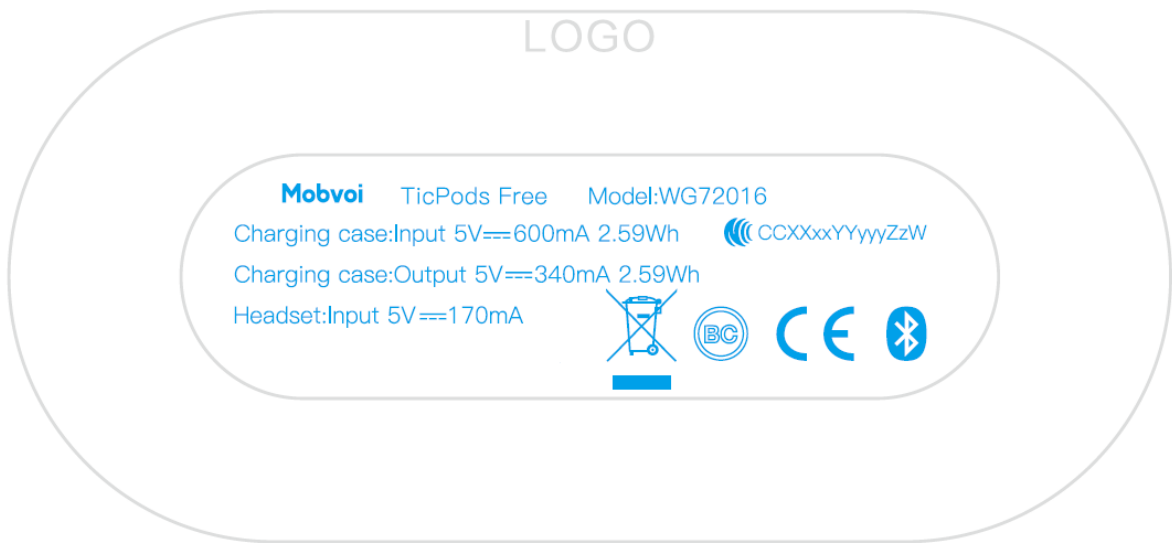 LOGO
Mobvoi TicPods Free Model:WG72016
Charging case:Input 5V⎓600mA 2.59Wh CCXXxxYYyyyZzW
Charging case:Output 5V⎓340mA 2.59Wh
Headset:Input 5V⎓170mA
BC CE